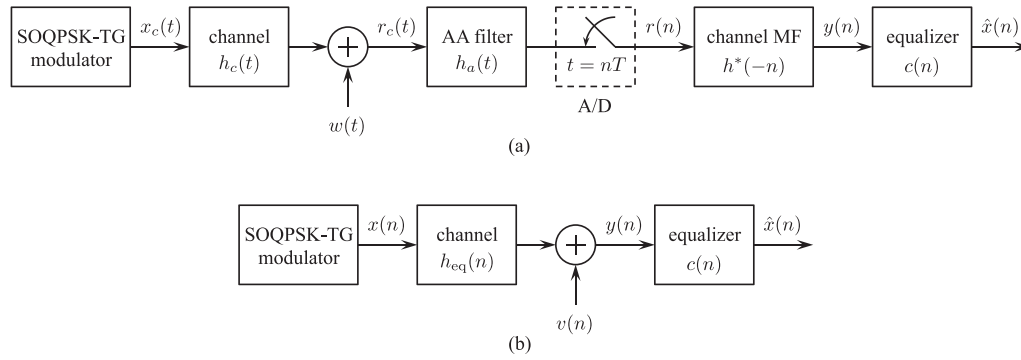 SOQPSK-TG
modulator
x_c(t)
channel
h_c(t)
w(t)
r_c(t)
AA filter
h_a(t)
t = nT
A/D
r(n)
channel MF
h*(−n)
y(n)
equalizer
c(n)
x̂(n)
(a)
SOQPSK-TG
modulator
x(n)
channel
h_eq(n)
v(n)
y(n)
equalizer
c(n)
x̂(n)
(b)